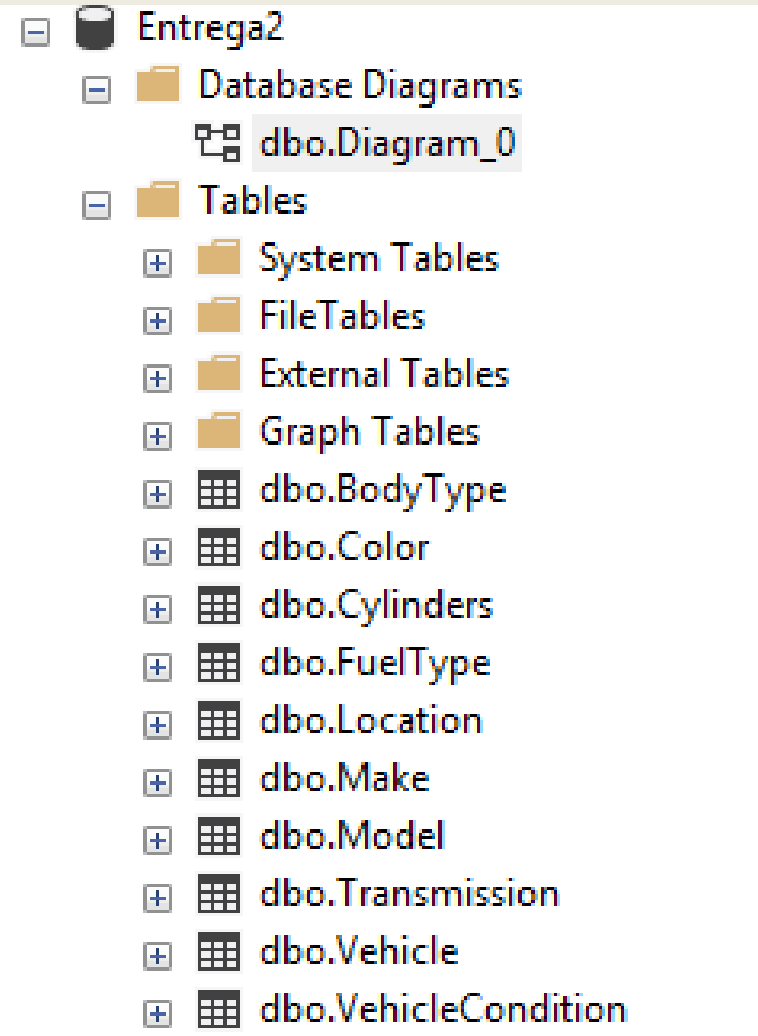 Entrega2
Database Diagrams
dbo.Diagram_0
Tables
System Tables
FileTables
External Tables
Graph Tables
dbo.BodyType
dbo.Color
dbo.Cylinders
dbo.FuelType
dbo.Location
dbo.Make
dbo.Model
dbo.Transmission
dbo.Vehicle
dbo.VehicleCondition